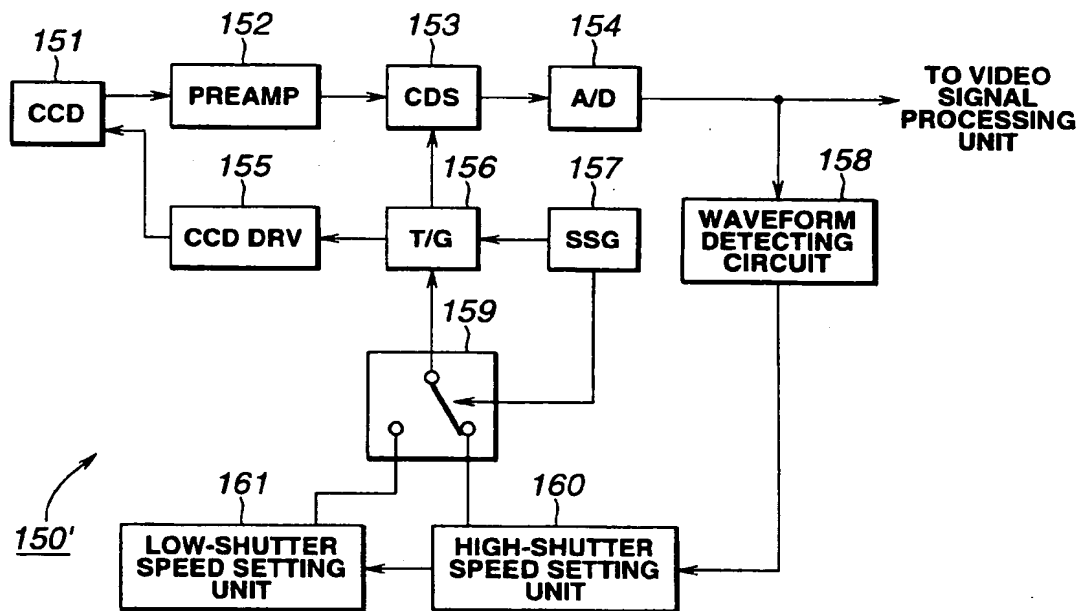 151
152
153
154
CCD
PREAMP
CDS
A/D
TO VIDEO
SIGNAL
PROCESSING
UNIT
155
156
157
158
CCD DRV
T/G
SSG
WAVEFORM
DETECTING
CIRCUIT
159
161
160
150'
LOW-SHUTTER
SPEED SETTING
UNIT
HIGH-SHUTTER
SPEED SETTING
UNIT